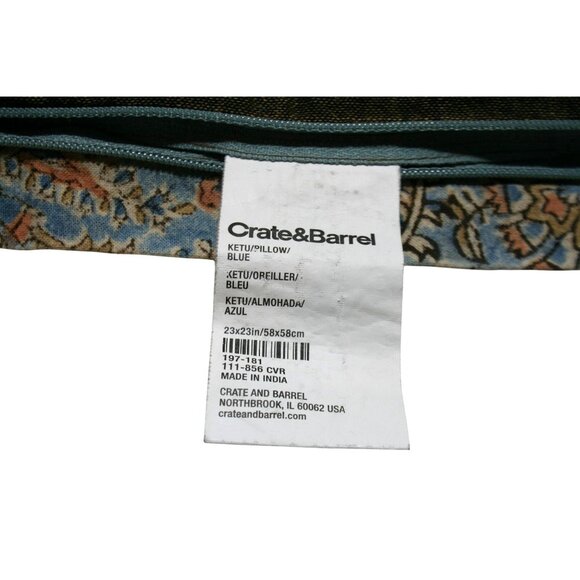 Crate&Barrel
KETU/PILLOW/
BLUE
KETU/OREILLER/
BLEU
KETU/ALMOHADA/
AZUL
23x23in/58x58cm
197-181
111-856 CVR
MADE IN INDIA
CRATE AND BARREL
NORTHBROOK, IL 60062 USA
crateandbarrel.com